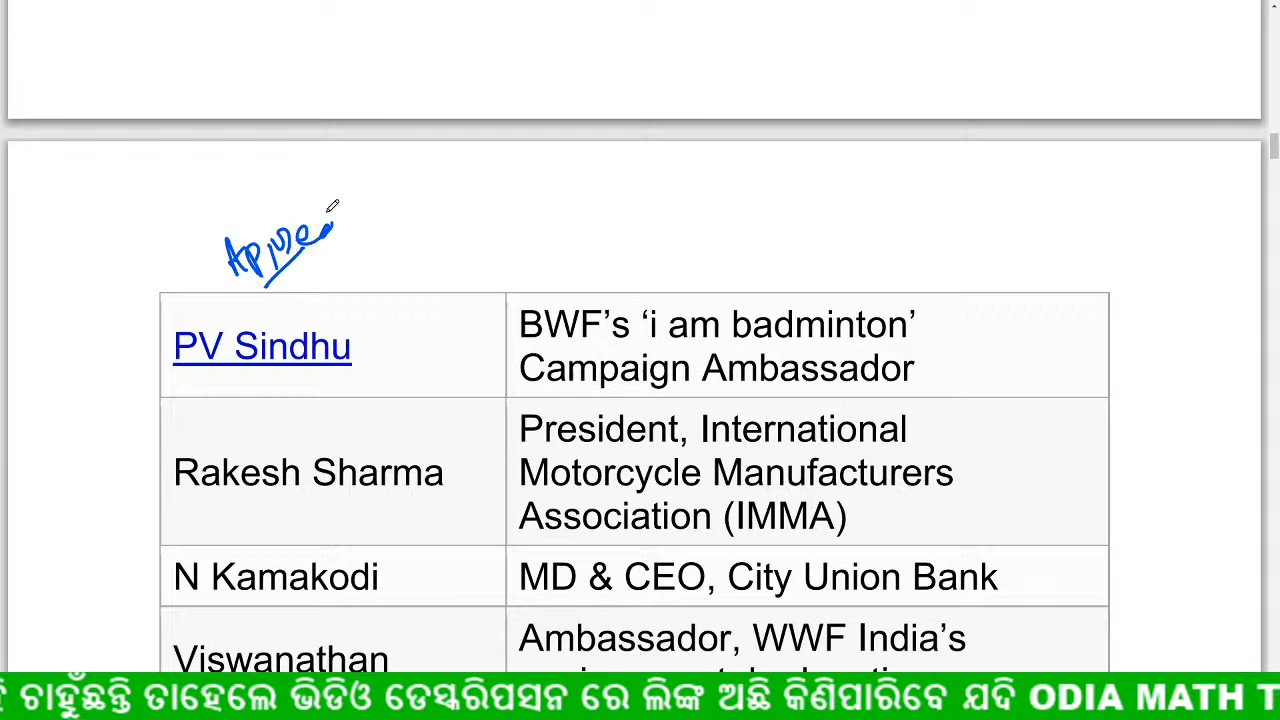 PV Sindhu
BWF’s ‘i am badminton’
Campaign Ambassador
Rakesh Sharma
President, International
Motorcycle Manufacturers
Association (IMMA)
N Kamakodi
MD & CEO, City Union Bank
Viswanathan
Ambassador, WWF India’s
ଚାହୁଁଛନ୍ତି ତାହେଲେ ଭିଡିଓ ଡେସ୍କରିପସନ ରେ ଲିଙ୍କ ଅଛି କିଣିପାରିବେ ଯଦି ODIA MATH T